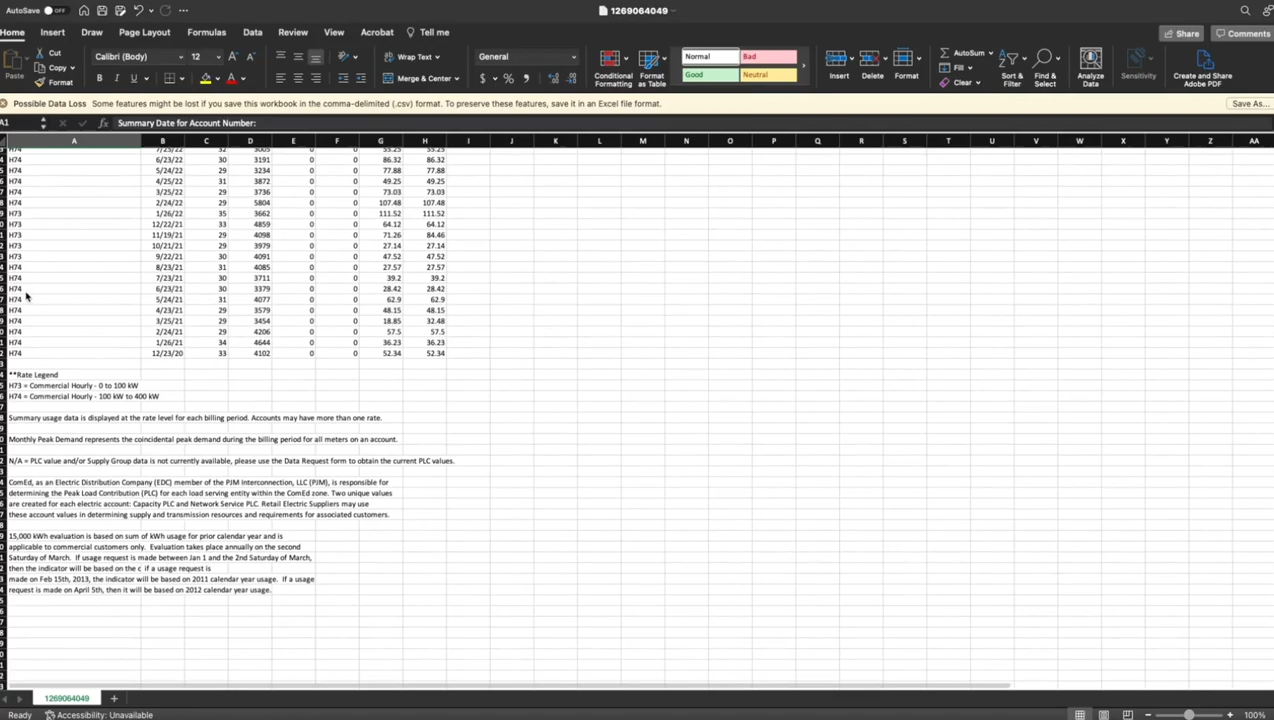 AutoSave OFF 1269064049
Home Insert Draw Page Layout Formulas Data Review View Acrobat Tell me Share Comments
Cut Calibri (Body) 12 Wrap Text General Normal Bad AutoSum
Paste Copy Fill
Format B I U Merge & Center $ % Conditional Formatting Format as Table Good Neutral Insert Delete Format Clear Sort & Filter Find & Select Analyze Data Sensitivity Create and Share Adobe PDF
Possible Data Loss Some features might be lost if you save this workbook in the comma-delimited (.csv) format. To preserve these features, save it in an Excel file format. Save As...
A1 fx Summary Date for Account Number:
A B C D E F G H I J K L M N O P Q R S T U V W X Y Z AA
H74 7/25/22 32 3005 0 0 55.25 55.25
H74 6/23/22 30 3191 0 0 86.32 86.32
H74 5/24/22 29 3234 0 0 77.88 77.88
H74 4/25/22 31 3872 0 0 49.25 49.25
H74 3/25/22 29 3736 0 0 73.03 73.03
H74 2/24/22 29 5804 0 0 107.48 107.48
H73 1/26/22 35 3662 0 0 111.52 111.52
H73 12/22/21 33 4859 0 0 64.12 64.12
H73 11/19/21 29 4098 0 0 71.26 84.46
H73 10/21/21 29 3979 0 0 27.14 27.14
H73 9/22/21 30 4091 0 0 47.52 47.52
H74 8/23/21 31 4085 0 0 27.57 27.57
H74 7/23/21 30 3711 0 0 39.2 39.2
H74 6/23/21 30 3379 0 0 28.42 28.42
H74 5/24/21 31 4077 0 0 62.9 62.9
H74 4/23/21 29 3579 0 0 48.15 48.15
H74 3/25/21 29 3454 0 0 18.85 32.48
H74 2/24/21 29 4206 0 0 57.5 57.5
H74 1/26/21 34 4644 0 0 36.23 36.23
H74 12/23/20 33 4102 0 0 52.34 52.34
**Rate Legend
H73 = Commercial Hourly - 0 to 100 kW
H74 = Commercial Hourly - 100 kW to 400 kW
Summary usage data is displayed at the rate level for each billing period. Accounts may have more than one rate.
Monthly Peak Demand represents the coincidental peak demand during the billing period for all meters on an account.
N/A = PLC value and/or Supply Group data is not currently available, please use the Data Request form to obtain the current PLC values.
ComEd, as an Electric Distribution Company (EDC) member of the PJM Interconnection, LLC (PJM), is responsible for
determining the Peak Load Contribution (PLC) for each load serving entity within the ComEd zone. Two unique values
are created for each electric account: Capacity PLC and Network Service PLC. Retail Electric Suppliers may use
these account values in determining supply and transmission resources and requirements for associated customers.
15,000 kWh evaluation is based on sum of kWh usage for prior calendar year and is
applicable to commercial customers only. Evaluation takes place annually on the second
Saturday of March. If usage request is made between Jan 1 and the 2nd Saturday of March,
then the indicator will be based on the c if a usage request is
made on Feb 15th, 2013, the indicator will be based on 2011 calendar year usage. If a usage
request is made on April 5th, then it will be based on 2012 calendar year usage.
1269064049
Ready Accessibility: Unavailable 100%